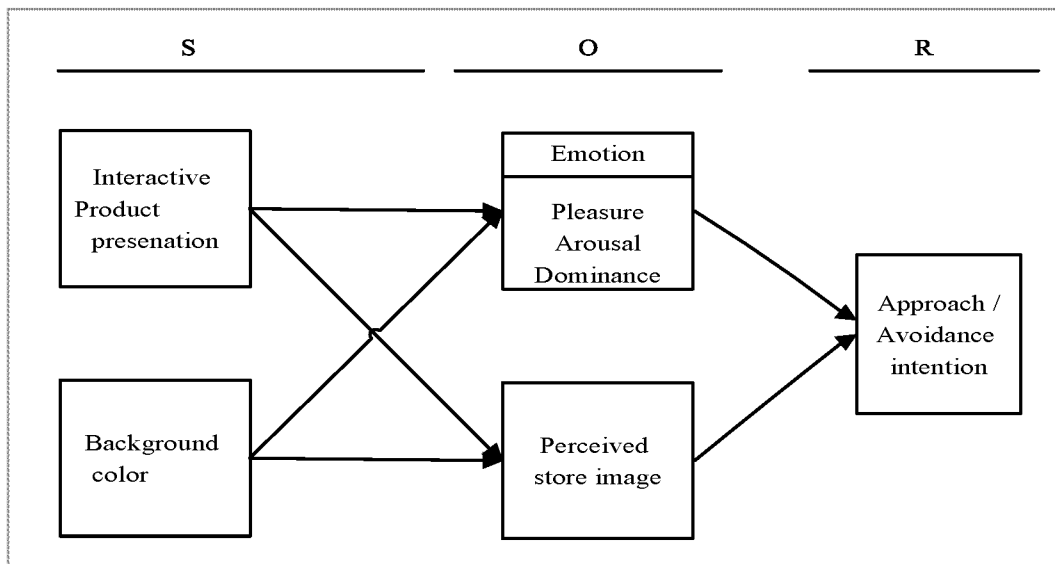 S
O
R
Interactive
Product
presenation
Emotion
Pleasure
Arousal
Dominance
Approach /
Avoidance
intention
Background
color
Perceived
store image